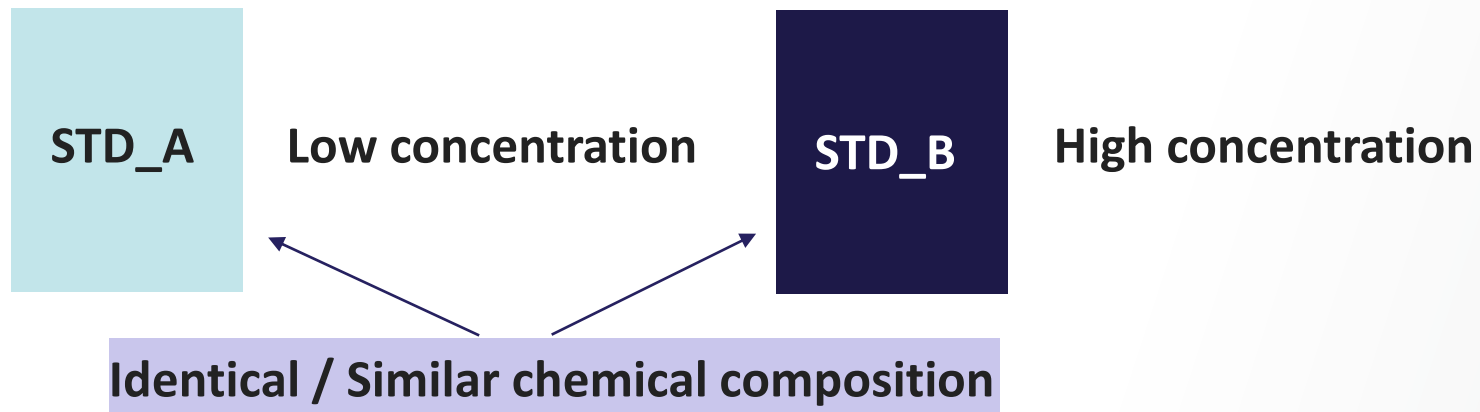 STD_A
Low concentration
STD_B
High concentration
Identical / Similar chemical composition